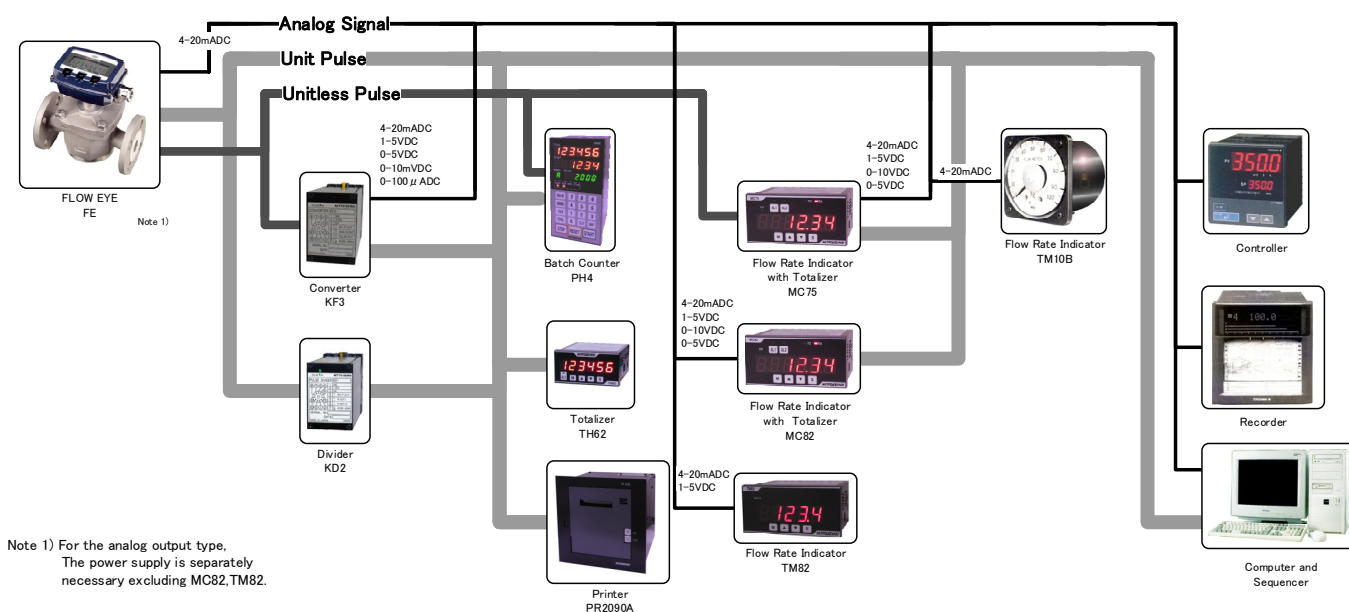 Analog Signal
4-20mADC
Unit Pulse
Unitless Pulse
4-20mADC
1-5VDC
0-5VDC
0-10mVDC
0-100μADC
FLOW EYE
FE
Note 1)
Converter
KF3
123456
1234
2000
Batch Counter
PH4
MC75
12.34
Flow Rate Indicator
with Totalizer
MC75
4-20mADC
1-5VDC
0-10VDC
0-5VDC
4-20mADC
Flow Rate Indicator
TM10B
PV 350.0
SP 350.0
Controller
Divider
KD2
123456
Totalizer
TH62
4-20mADC
1-5VDC
0-10VDC
0-5VDC
12.34
Flow Rate Indicator
with Totalizer
MC82
4 100.0
Recorder
Printer
PR2090A
4-20mADC
1-5VDC
123.4
Flow Rate Indicator
TM82
Computer and
Sequencer
Note 1) For the analog output type,
The power supply is separately
necessary excluding MC82,TM82.